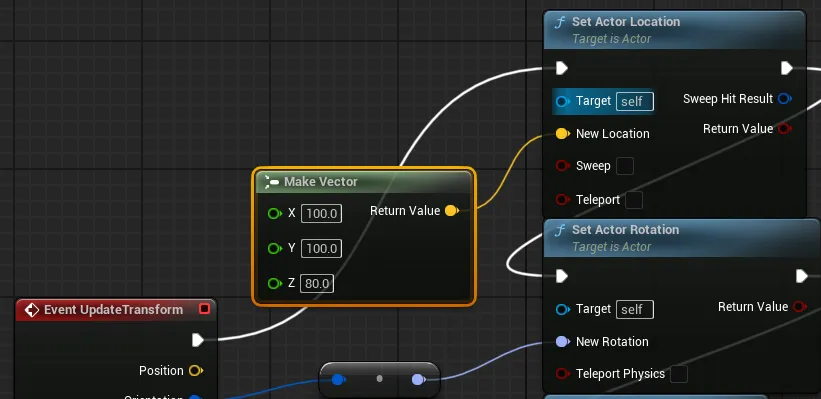 Set Actor Location
Target is Actor
Target self
Sweep Hit Result
New Location
Return Value
Sweep
Teleport
Make Vector
X 100.0
Return Value
Y 100.0
Z 80.0
Set Actor Rotation
Target is Actor
Target self
Return Value
New Rotation
Teleport Physics
Event UpdateTransform
Position
Orientation